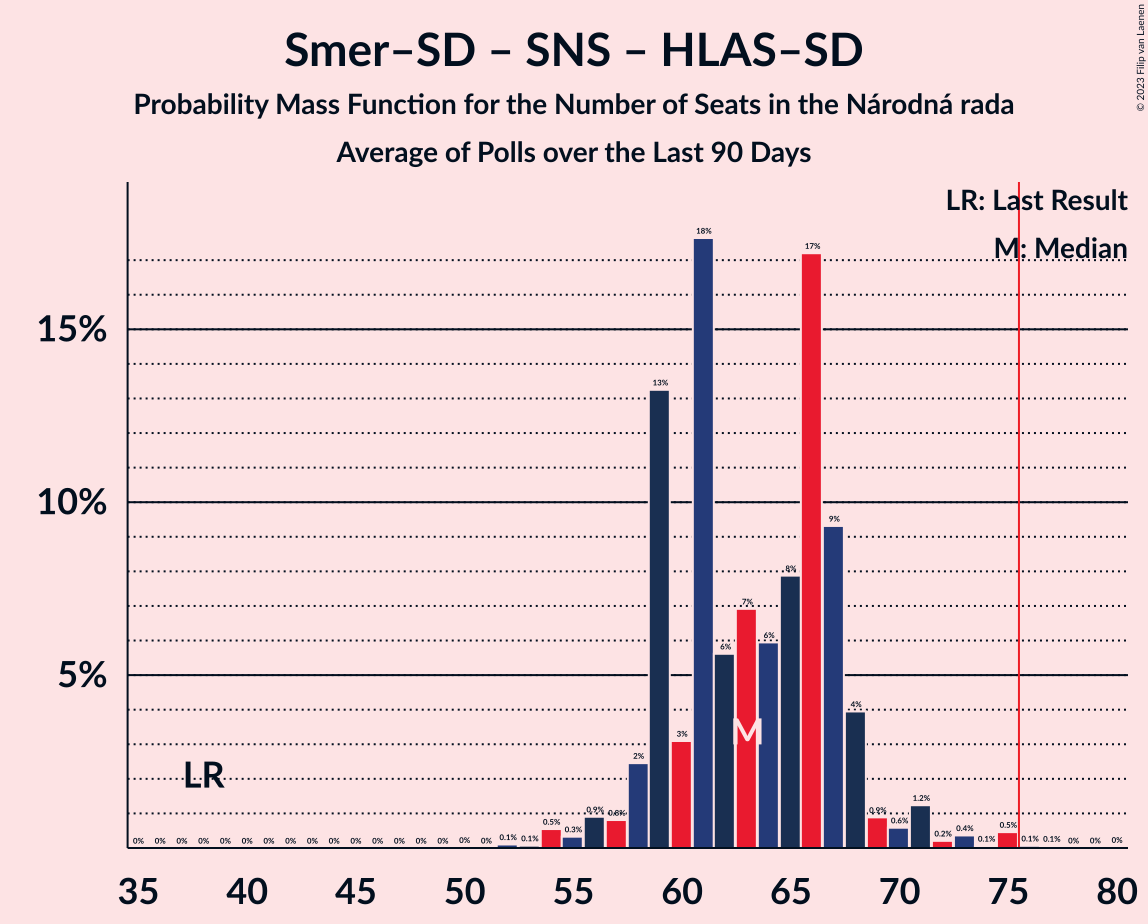 Smer–SD – SNS – HLAS–SD
Probability Mass Function for the Number of Seats in the Národná rada
Average of Polls over the Last 90 Days
© 2023 Filip van Laenen
LR: Last Result
M: Median
15%
10%
5%
LR
M
0% 0% 0% 0% 0% 0% 0% 0% 0% 0% 0% 0% 0% 0% 0% 0% 0% 0.1% 0.1% 0.5% 0.3% 0.9% 0.8% 2% 13% 3% 18% 6% 7% 6% 8% 17% 9% 4% 0.9% 0.6% 1.2% 0.2% 0.4% 0.1% 0.5% 0.1% 0.1% 0% 0% 0%
35 40 45 50 55 60 65 70 75 80